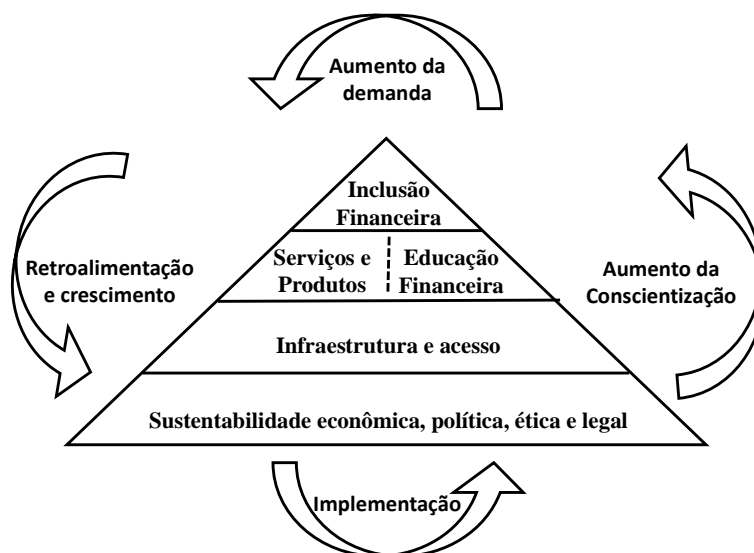 Aumento da
demanda
Inclusão
Financeira
Serviços e
Produtos
Educação
Financeira
Retroalimentação
e crescimento
Aumento da
Conscientização
Infraestrutura e acesso
Sustentabilidade econômica, política, ética e legal
Implementação